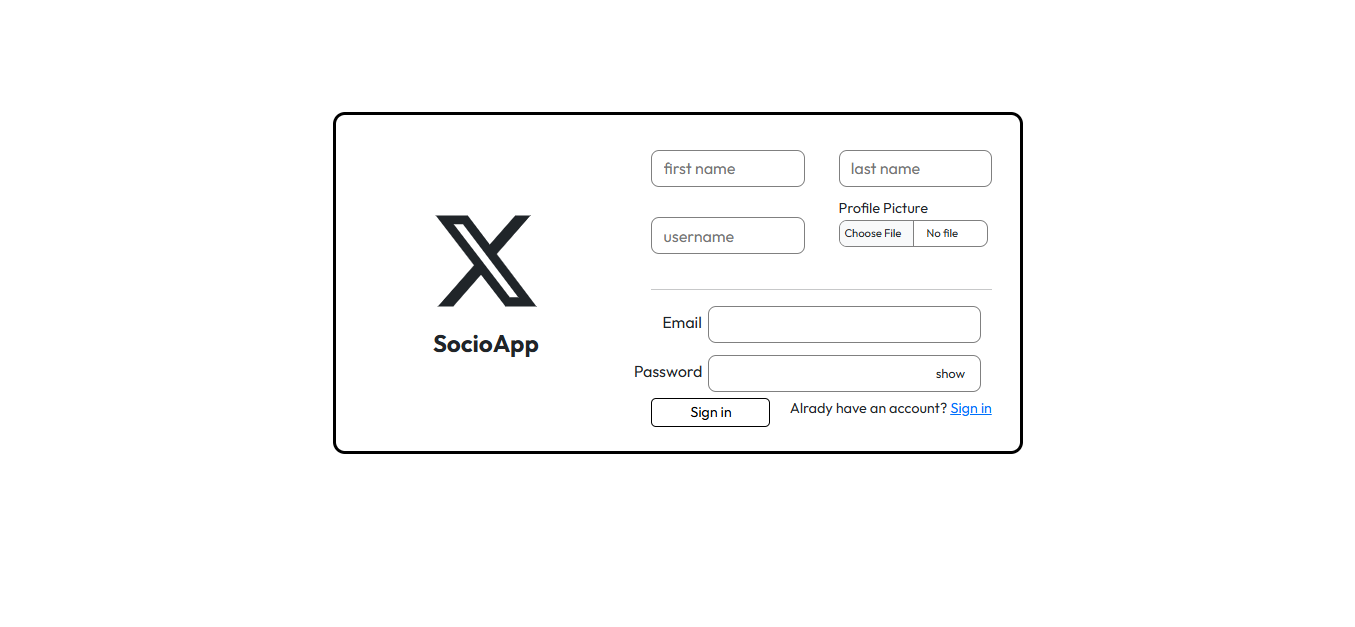 first name
last name
Profile Picture
username
Choose File
No file
SocioApp
Email
Password
show
Sign in
Alrady have an account? Sign in